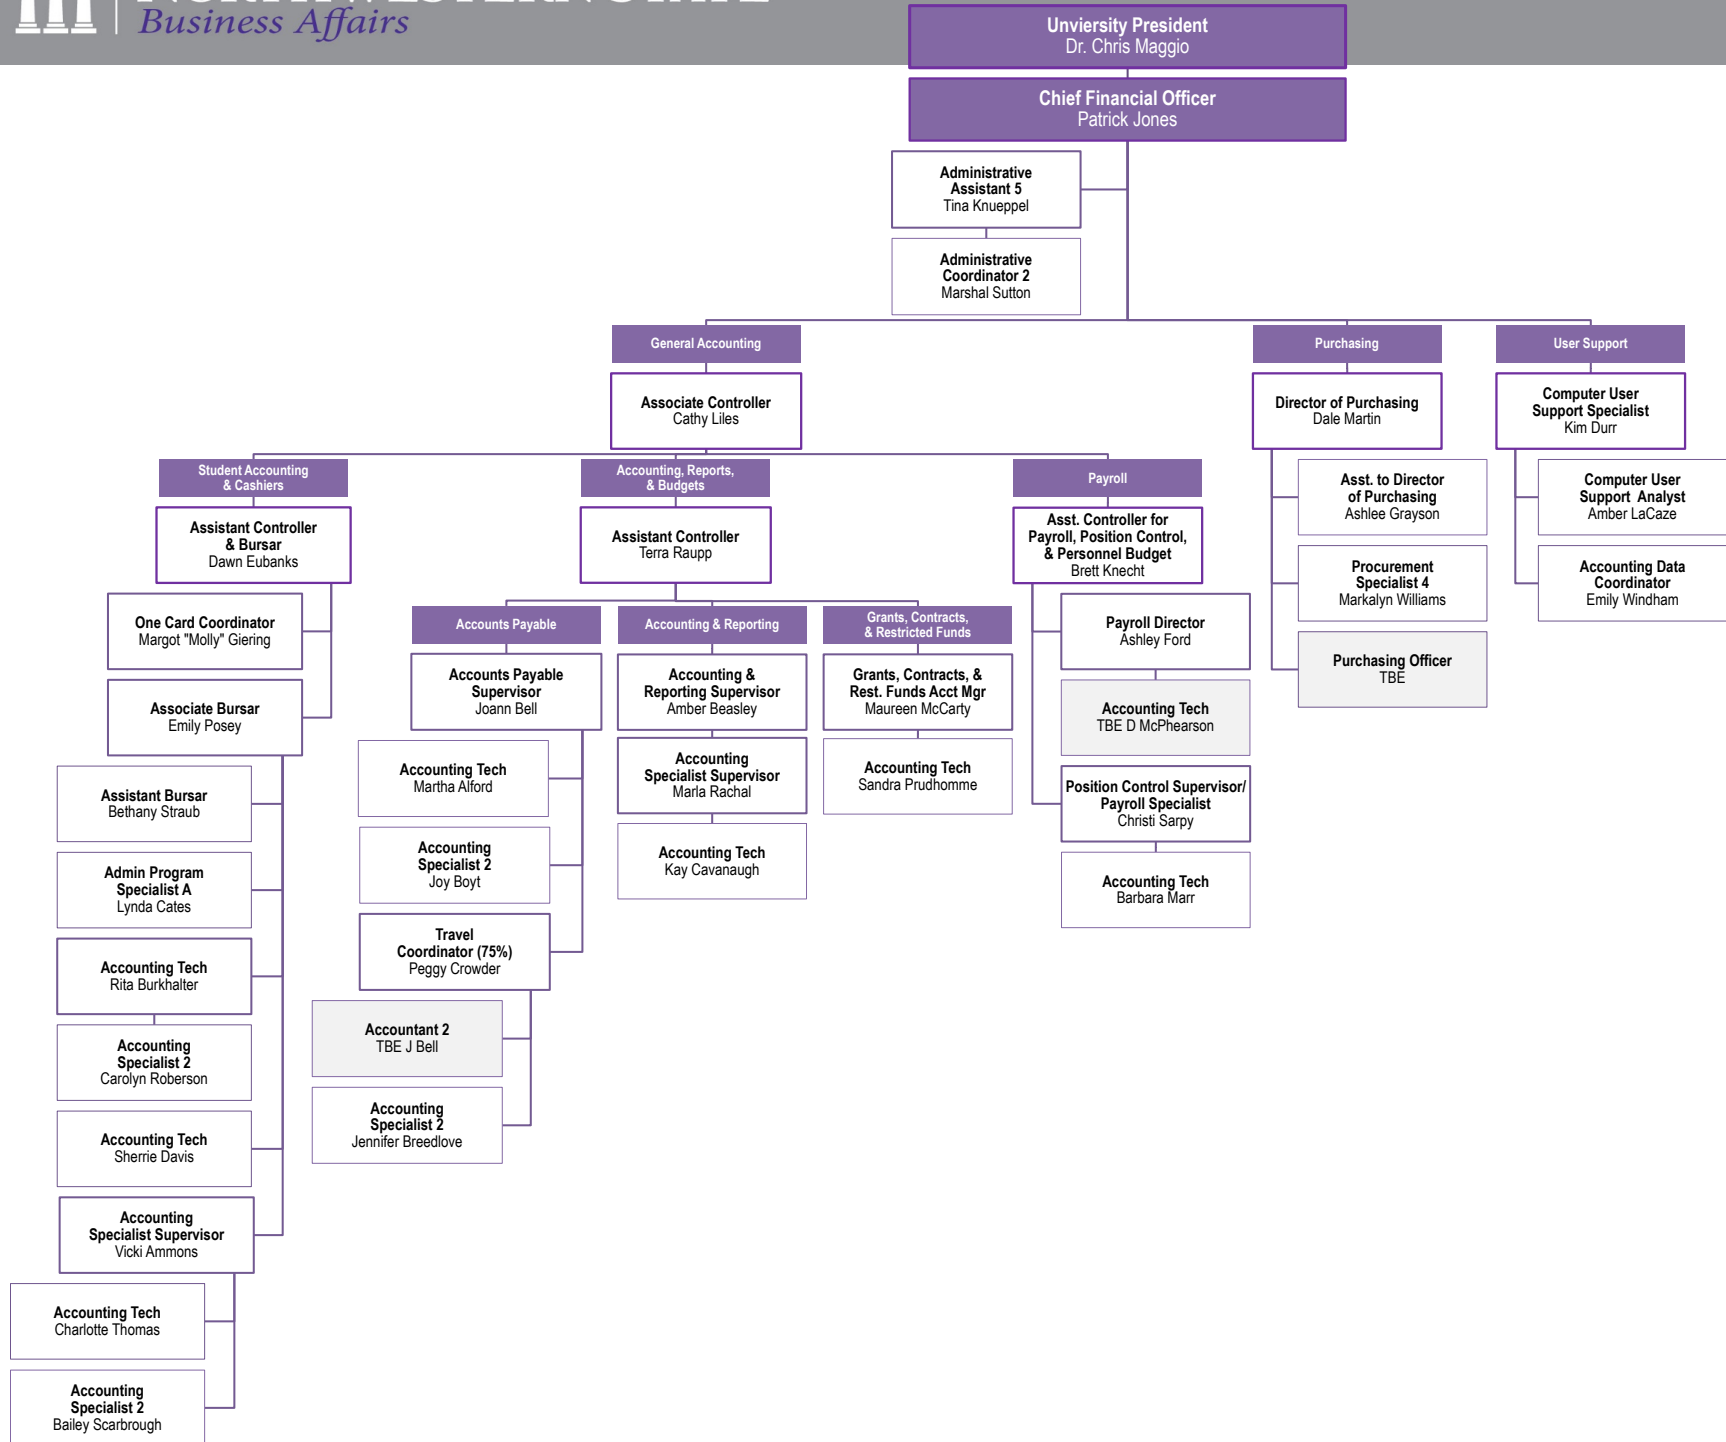 Business Affairs
Unviersity President
Dr. Chris Maggio
Chief Financial Officer
Patrick Jones
Administrative
Assistant 5
Tina Knueppel
Administrative
Coordinator 2
Marshal Sutton
General Accounting
Purchasing
User Support
Associate Controller
Cathy Liles
Director of Purchasing
Dale Martin
Computer User
Support Specialist
Kim Durr
Student Accounting
& Cashiers
Accounting, Reports,
& Budgets
Payroll
Asst. to Director
of Purchasing
Ashlee Grayson
Computer User
Support Analyst
Amber LaCaze
Assistant Controller
& Bursar
Dawn Eubanks
Assistant Controller
Terra Raupp
Asst. Controller for
Payroll, Position Control,
& Personnel Budget
Brett Knecht
Procurement
Specialist 4
Markalyn Williams
Accounting Data
Coordinator
Emily Windham
One Card Coordinator
Margot "Molly" Giering
Accounts Payable
Accounting & Reporting
Grants, Contracts,
& Restricted Funds
Payroll Director
Ashley Ford
Purchasing Officer
TBE
Associate Bursar
Emily Posey
Accounts Payable
Supervisor
Joann Bell
Accounting &
Reporting Supervisor
Amber Beasley
Grants, Contracts, &
Rest. Funds Acct Mgr
Maureen McCarty
Accounting Tech
TBE D McPhearson
Assistant Bursar
Bethany Straub
Accounting Tech
Martha Alford
Accounting
Specialist Supervisor
Marla Rachal
Accounting Tech
Sandra Prudhomme
Position Control Supervisor/
Payroll Specialist
Christi Sarpy
Admin Program
Specialist A
Lynda Cates
Accounting
Specialist 2
Joy Boyt
Accounting Tech
Kay Cavanaugh
Accounting Tech
Barbara Marr
Accounting Tech
Rita Burkhalter
Travel
Coordinator (75%)
Peggy Crowder
Accounting
Specialist 2
Carolyn Roberson
Accountant 2
TBE J Bell
Accounting Tech
Sherrie Davis
Accounting
Specialist 2
Jennifer Breedlove
Accounting
Specialist Supervisor
Vicki Ammons
Accounting Tech
Charlotte Thomas
Accounting
Specialist 2
Bailey Scarbrough